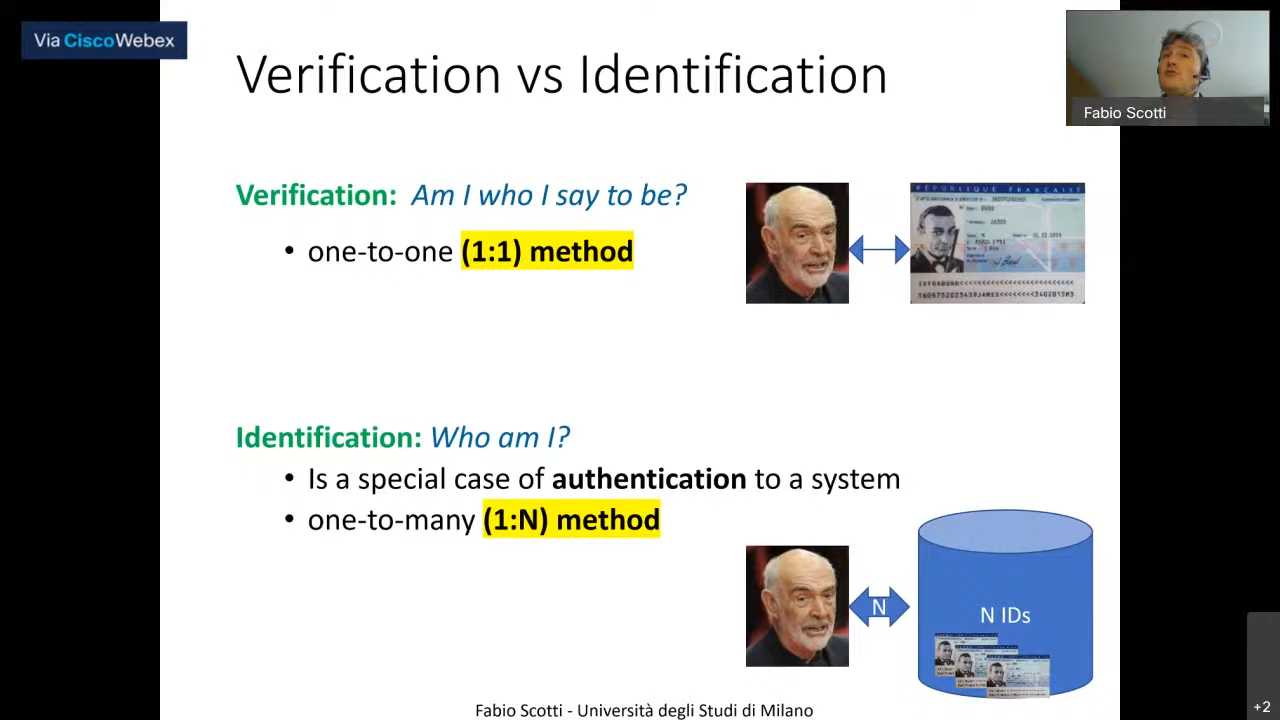 Via CiscoWebex
Verification vs Identification
Fabio Scotti
Verification: Am I who I say to be?
• one-to-one (1:1) method
RÉPUBLIQUE FRANÇAISE
Identification: Who am I?
• Is a special case of authentication to a system
• one-to-many (1:N) method
N
N IDs
Fabio Scotti - Università degli Studi di Milano
+2